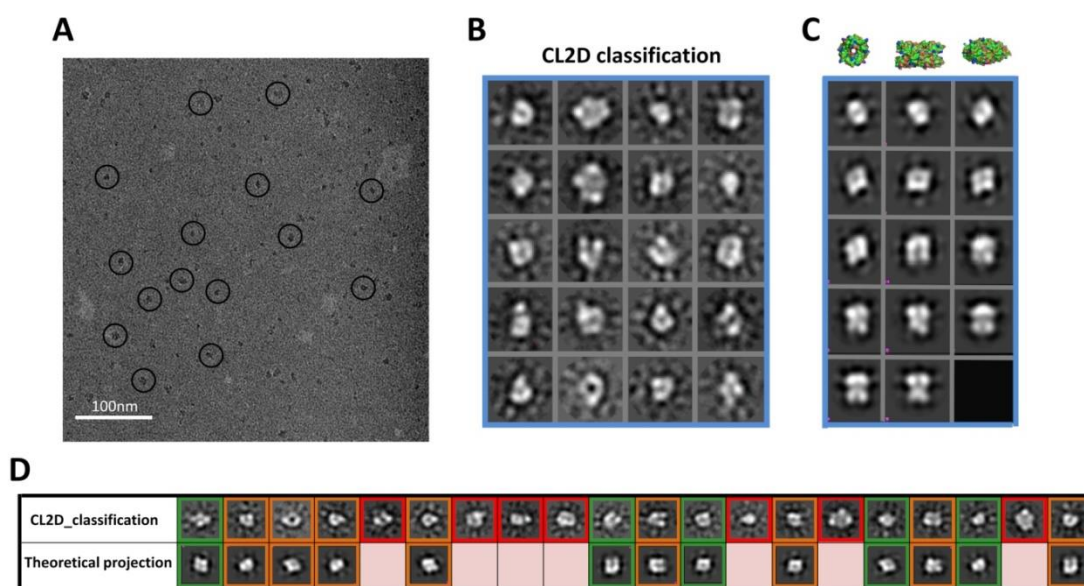 A
B
C
CL2D classification
100nm
D
CL2D_classification
Theoretical projection